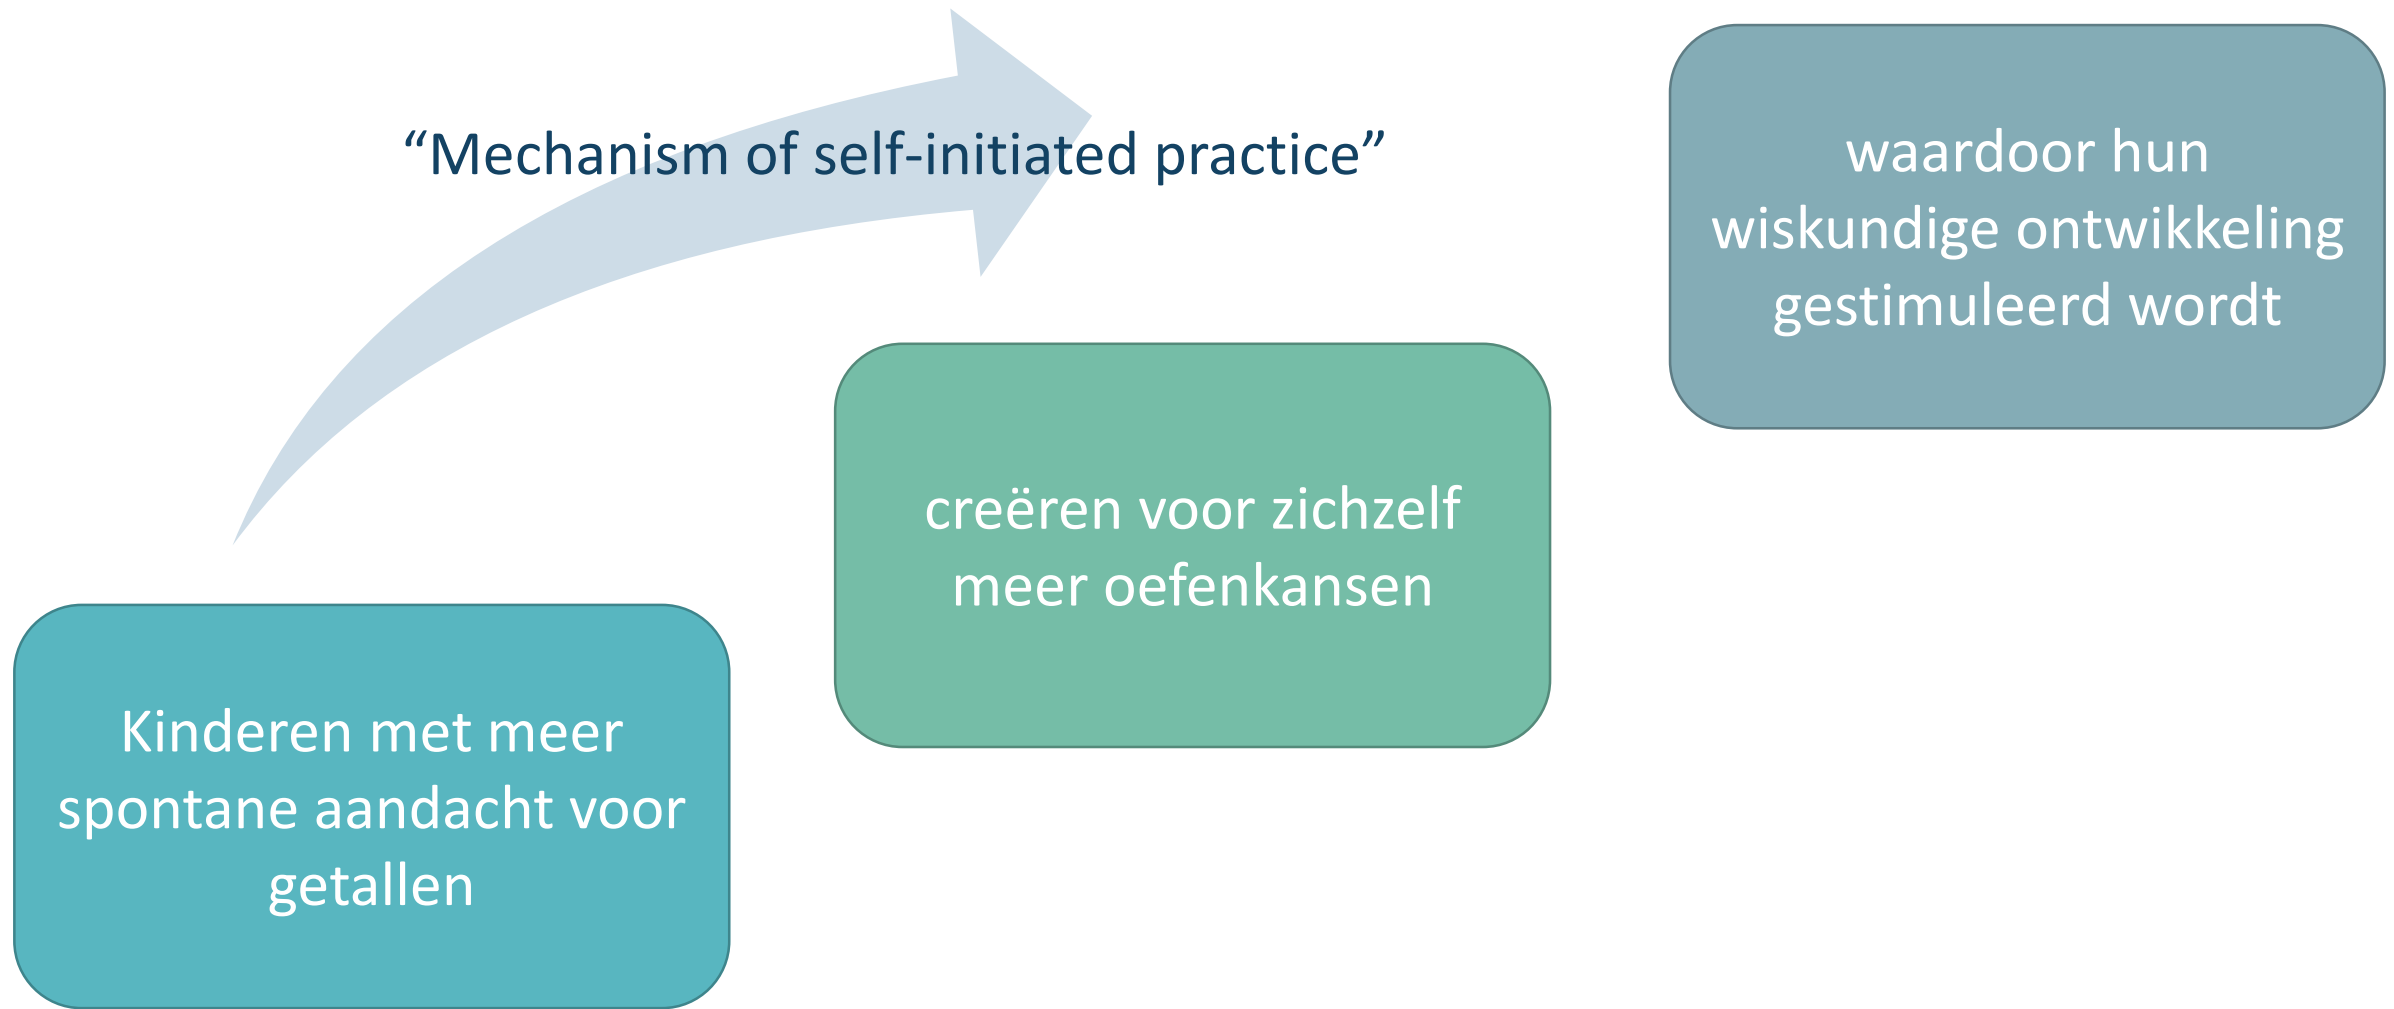 “Mechanism of self-initiated practice”
Kinderen met meer
spontane aandacht voor
getallen
creëren voor zichzelf
meer oefenkansen
waardoor hun
wiskundige ontwikkeling
gestimuleerd wordt